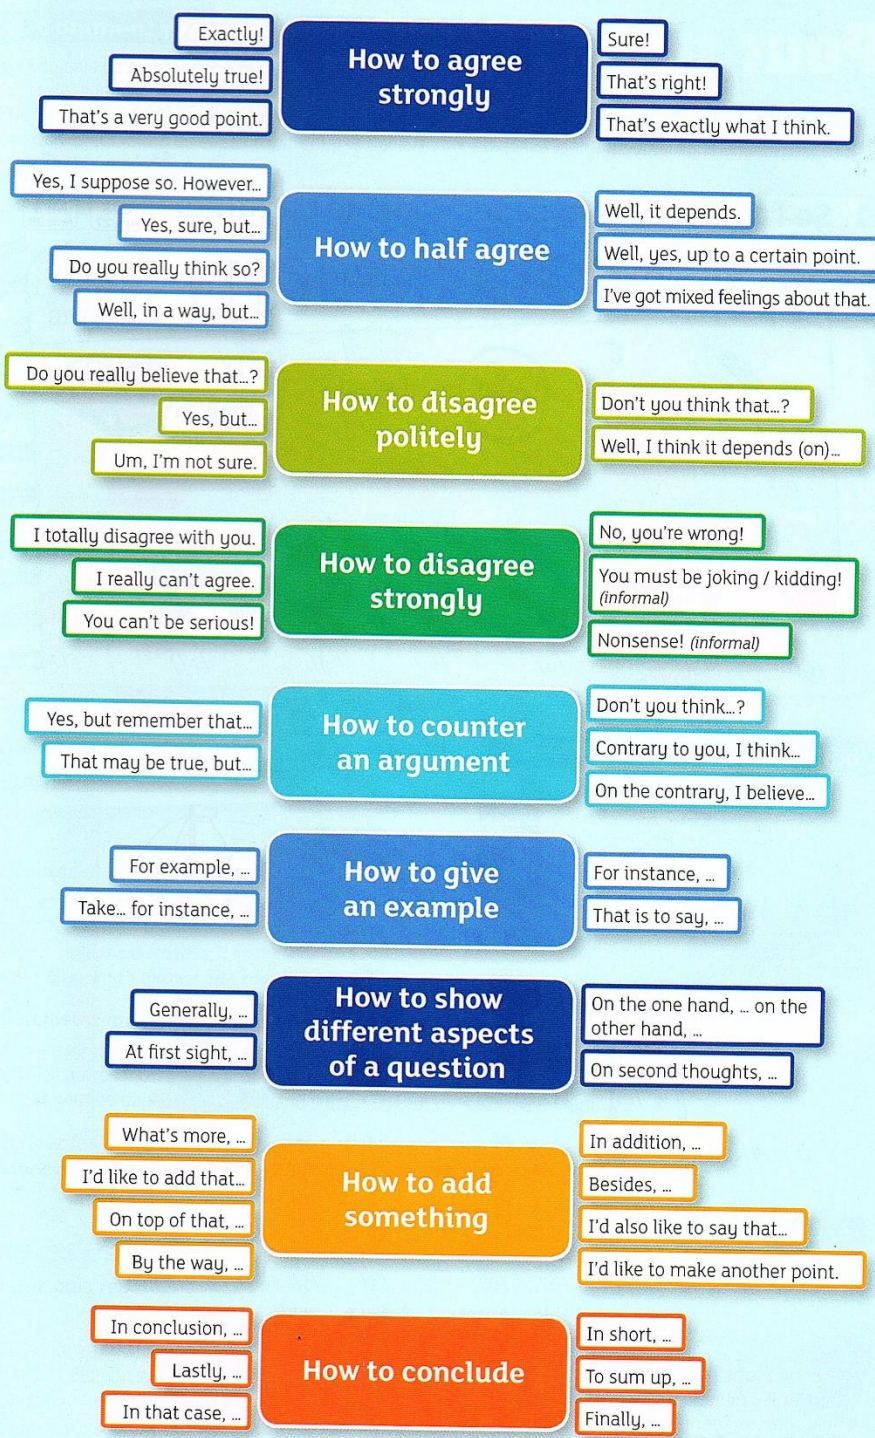 Exactly!
Absolutely true!
That's a very good point.
How to agree
strongly
Sure!
That's right!
That's exactly what I think.
Yes, I suppose so. However...
Yes, sure, but...
Do you really think so?
Well, in a way, but...
How to half agree
Well, it depends.
Well, yes, up to a certain point.
I've got mixed feelings about that.
Do you really believe that...?
Yes, but...
Um, I'm not sure.
How to disagree
politely
Don't you think that...?
Well, I think it depends (on)...
I totally disagree with you.
I really can't agree.
You can't be serious!
How to disagree
strongly
No, you're wrong!
You must be joking / kidding!
(informal)
Nonsense! (informal)
Yes, but remember that...
That may be true, but...
How to counter
an argument
Don't you think...?
Contrary to you, I think...
On the contrary, I believe...
For example, ...
Take... for instance, ...
How to give
an example
For instance, ...
That is to say, ...
Generally, ...
At first sight, ...
How to show
different aspects
of a question
On the one hand, ... on the
other hand, ...
On second thoughts, ...
What's more, ...
I'd like to add that...
On top of that, ...
By the way, ...
How to add
something
In addition, ...
Besides, ...
I'd also like to say that...
I'd like to make another point.
In conclusion, ...
Lastly, ...
In that case, ...
How to conclude
In short, ...
To sum up, ...
Finally, ...